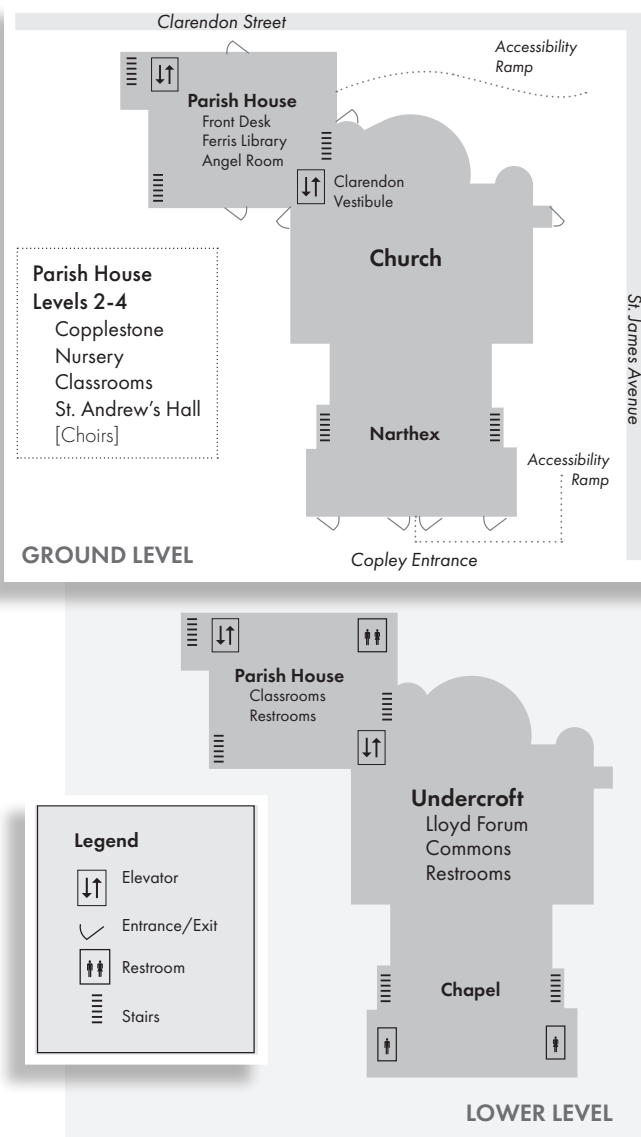 Clarendon Street
Accessibility
Ramp
Parish House
Front Desk
Ferris Library
Angel Room
Clarendon
Vestibule
Church
Parish House
Levels 2-4
Copplestone
Nursery
Classrooms
St. Andrew's Hall
[Choirs]
St. James Avenue
Narthex
Accessibility
Ramp
GROUND LEVEL
Copley Entrance
Parish House
Classrooms
Restrooms
Undercroft
Lloyd Forum
Commons
Restrooms
Legend
Elevator
Entrance/Exit
Restroom
Stairs
Chapel
LOWER LEVEL